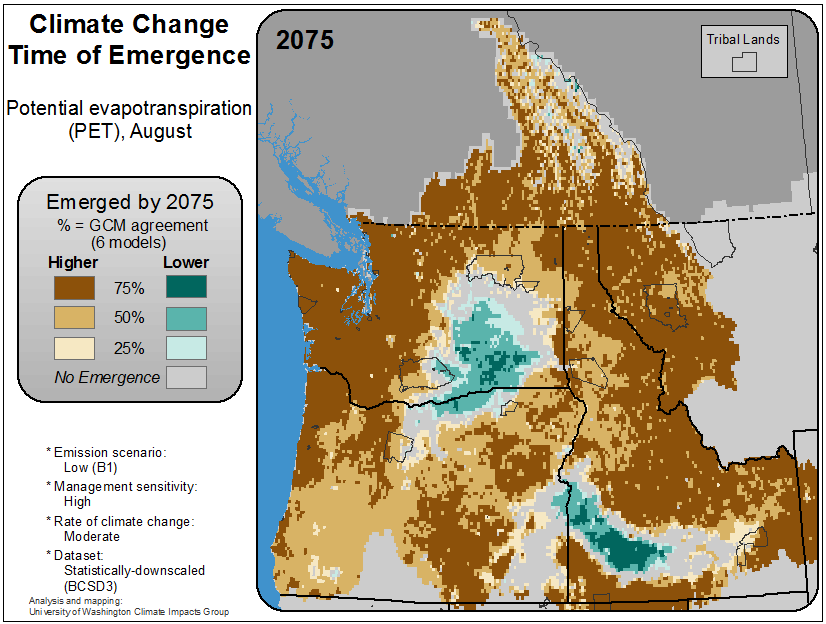 Climate Change
Time of Emergence
Potential evapotranspiration
(PET), August
Emerged by 2075
% = GCM agreement
(6 models)
Higher Lower
75%
50%
25%
No Emergence
* Emission scenario:
Low (B1)
* Management sensitivity:
High
* Rate of climate change:
Moderate
* Dataset:
Statistically-downscaled
(BCSD3)
Analysis and mapping:
University of Washington Climate Impacts Group
2075
Tribal Lands